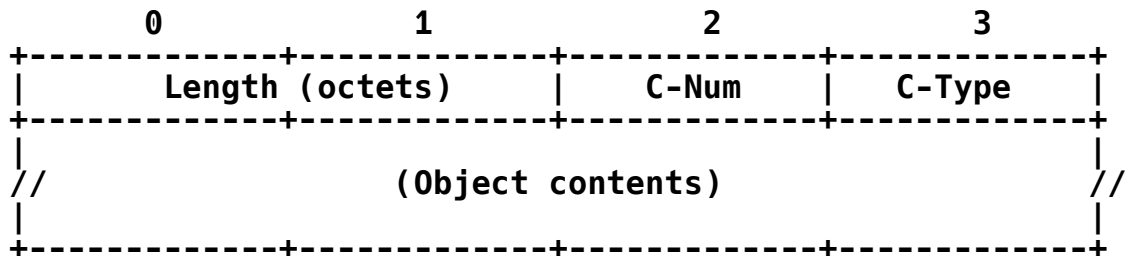 0             1              2             3
+-------------+-------------+-------------+-------------+
|       Length (octets)     |    C-Num    |   C-Type    |
+-------------+-------------+-------------+-------------+
|                                                       |
//                  (Object contents)                   //
|                                                       |
+-------------+-------------+-------------+-------------+